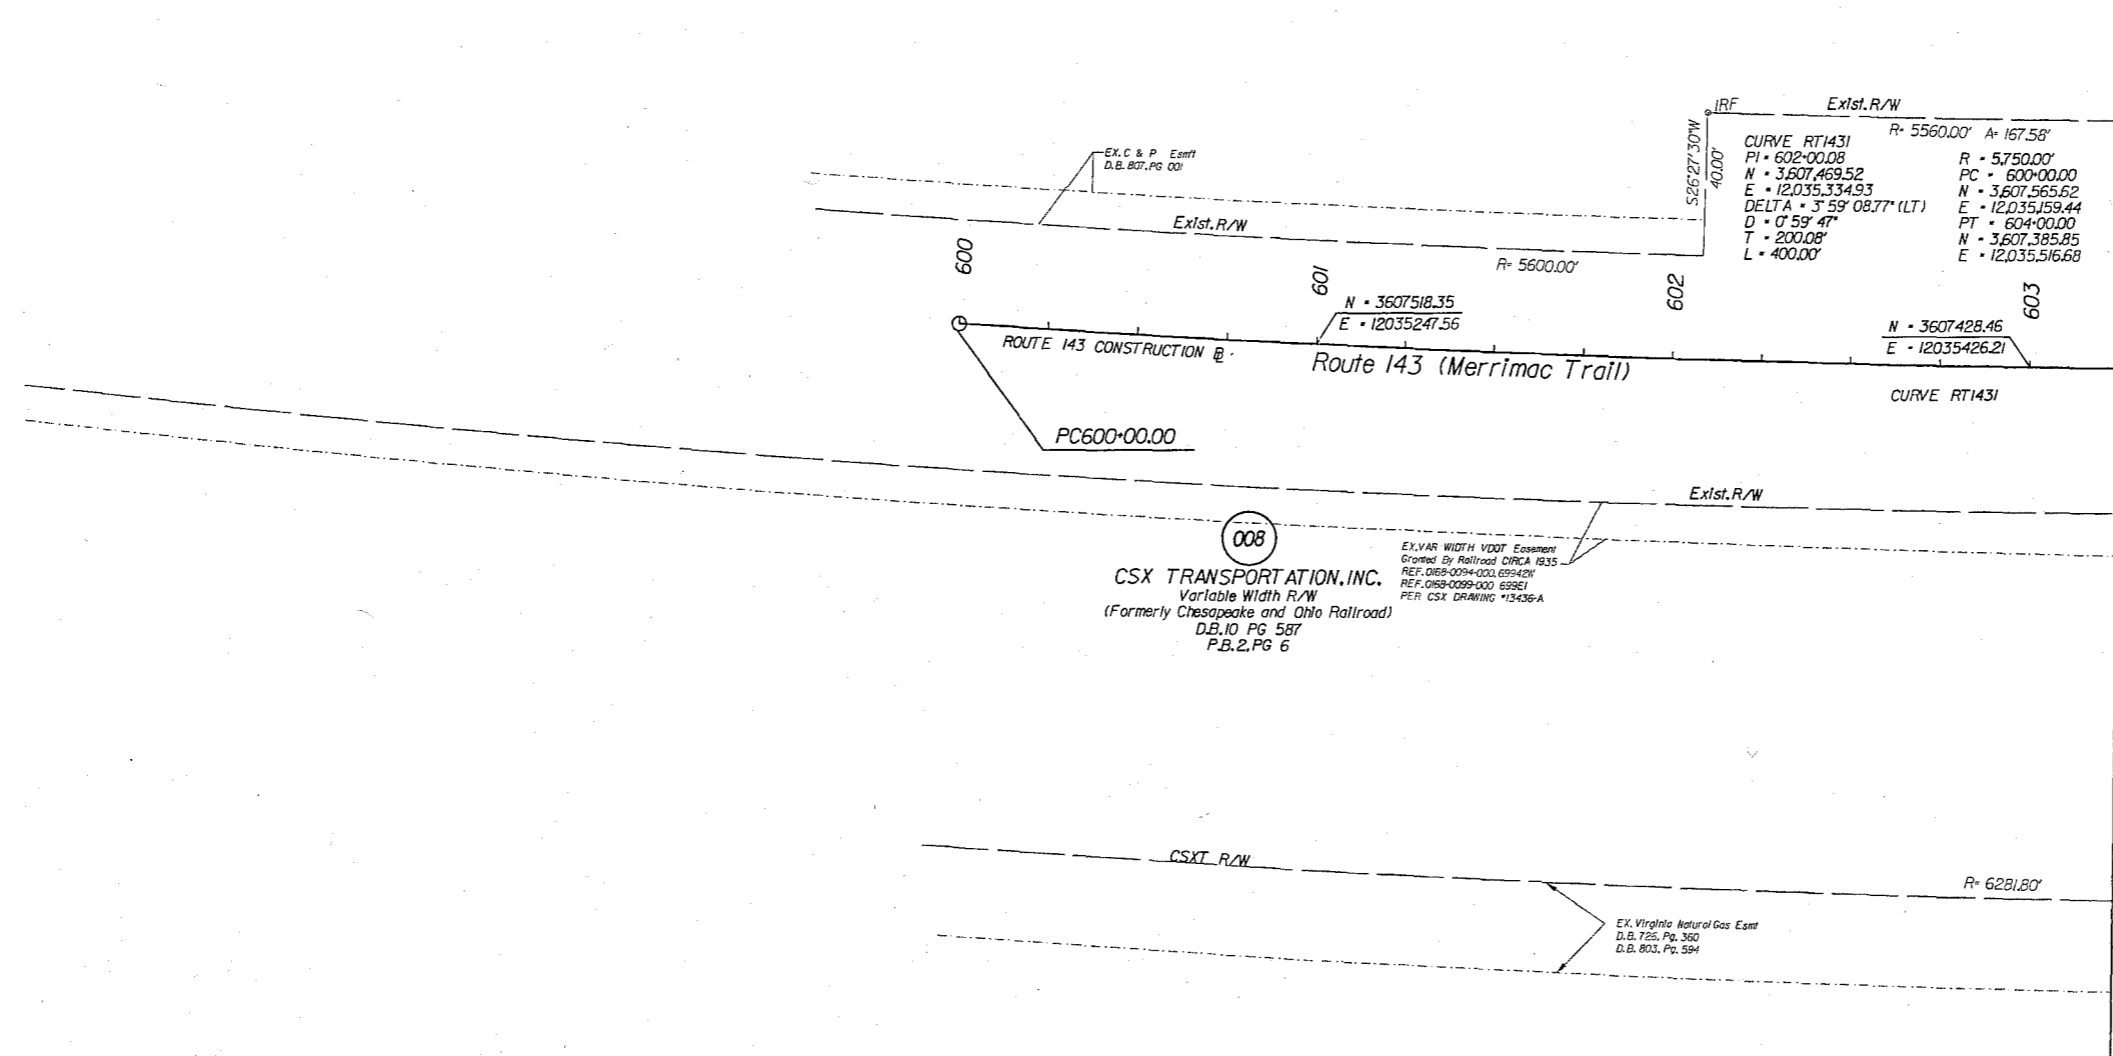 IRF
Exist. R/W
R= 5560.00' A= 167.58'
S26°27'30"W
40.00'
CURVE RT1431
PI = 602+00.08
N = 3,607,469.52
E = 12,035,334.93
DELTA = 3° 59' 08.77" (LT)
D = 0° 59' 47"
T = 200.08'
L = 400.00'
R = 5,750.00'
PC = 600+00.00
N = 3,607,565.62
E = 12,035,159.44
PT = 604+00.00
N = 3,607,385.85
E = 12,035,516.68
EX. C & P Esmt
D.B. 807, PG 001
Exist. R/W
R= 5600.00'
600
601
602
603
N = 3607518.35
E = 12035247.56
N = 3607428.46
E = 12035426.21
ROUTE 143 CONSTRUCTION BL
Route 143 (Merrimac Trail)
CURVE RT1431
PC600+00.00
Exist. R/W
008
CSX TRANSPORTATION, INC.
Variable Width R/W
(Formerly Chesapeake and Ohio Railroad)
D.B. 10 PG 587
P.B. 2, PG 6
EX. VAR WIDTH VDOT Easement
Granted By Railroad CIRCA 1935
REF. 0168-0094-000, 69942W
REF. 0168-0099-000 699E1
PER CSX DRAWING *13436-A
CSXT R/W
R= 6281.80'
EX. Virginia Natural Gas Esmt
D.B. 725, Pg. 360
D.B. 803, Pg. 594